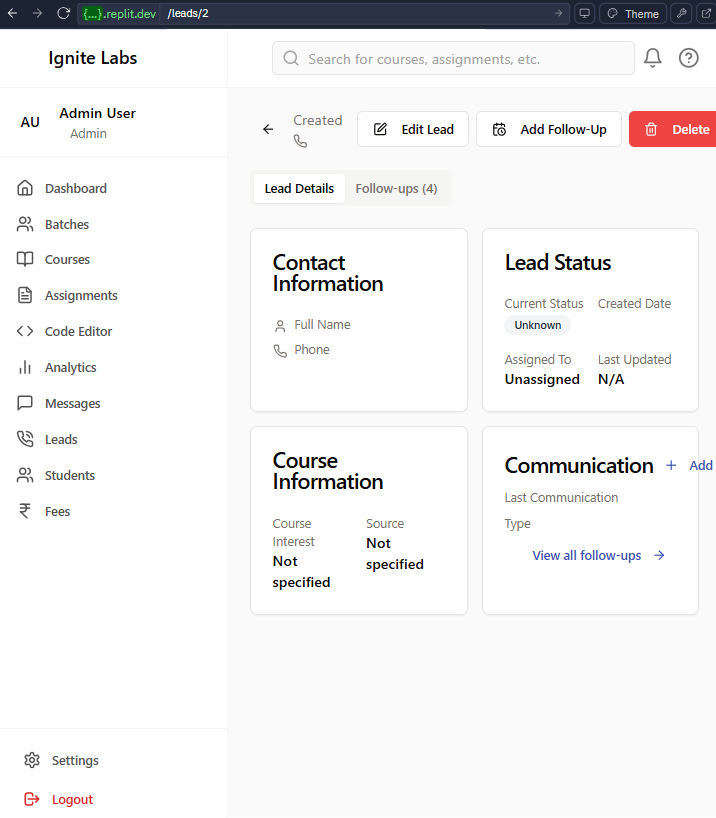 {...}.replit.dev /leads/2
Theme
Ignite Labs
Search for courses, assignments, etc.
AU
Admin User
Admin
Dashboard
Batches
Courses
Assignments
Code Editor
Analytics
Messages
Leads
Students
Fees
Settings
Logout
Created
Edit Lead
Add Follow-Up
Delete
Lead Details
Follow-ups (4)
Contact
Information
Full Name
Phone
Lead Status
Current Status Created Date
Unknown
Assigned To Last Updated
Unassigned N/A
Course
Information
Course
Interest
Not
specified
Source
Not
specified
Communication
Add
Last Communication
Type
View all follow-ups